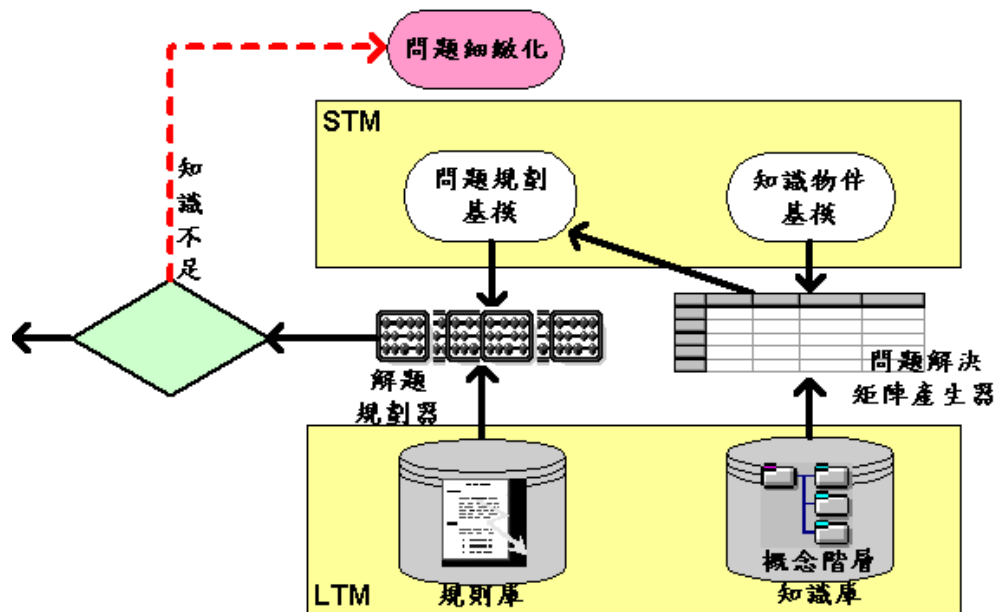 問題細緻化
STM
問題規劃
基模
知識物件
基模
知
識
不
足
解題
規劃器
問題解決
矩陣產生器
規則庫
概念階層
知識庫
LTM